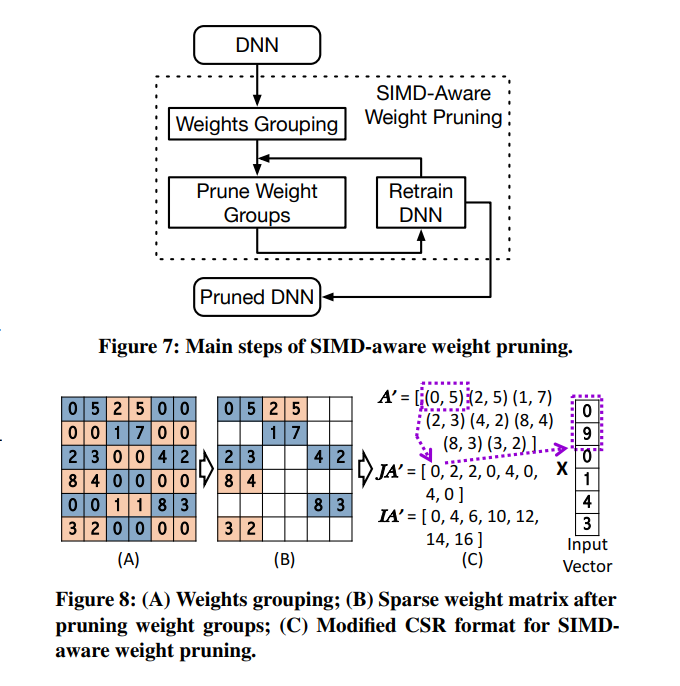 DNN
SIMD-Aware
Weight Pruning
Weights Grouping
Prune Weight
Groups
Retrain
DNN
Pruned DNN
Figure 7: Main steps of SIMD-aware weight pruning.
0 5 2 5 0 0
0 0 1 7 0 0
2 3 0 0 4 2
8 4 0 0 0 0
0 0 1 1 8 3
3 2 0 0 0 0
(A)
0 5 2 5
1 7
2 3 4 2
8 4
8 3
3 2
(B)
A' = [ (0, 5) (2, 5) (1, 7)
(2, 3) (4, 2) (8, 4)
(8, 3) (3, 2) ]
JA' = [ 0, 2, 2, 0, 4, 0,
4, 0 ]
IA' = [ 0, 4, 6, 10, 12,
14, 16 ]
(C)
X
0
9
0
1
4
3
Input
Vector
Figure 8: (A) Weights grouping; (B) Sparse weight matrix after
pruning weight groups; (C) Modified CSR format for SIMD-
aware weight pruning.